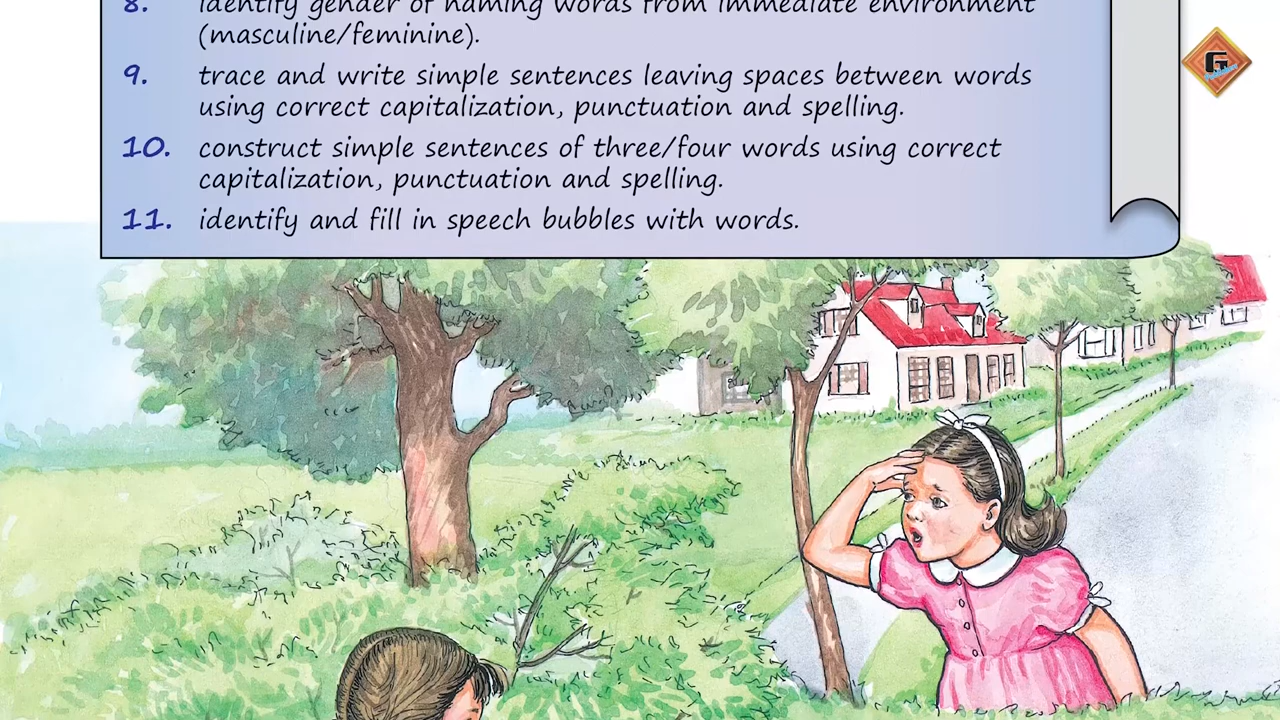 8. identify gender of naming words from immediate environment
(masculine/feminine).
9. trace and write simple sentences leaving spaces between words
using correct capitalization, punctuation and spelling.
10. construct simple sentences of three/four words using correct
capitalization, punctuation and spelling.
11. identify and fill in speech bubbles with words.
G